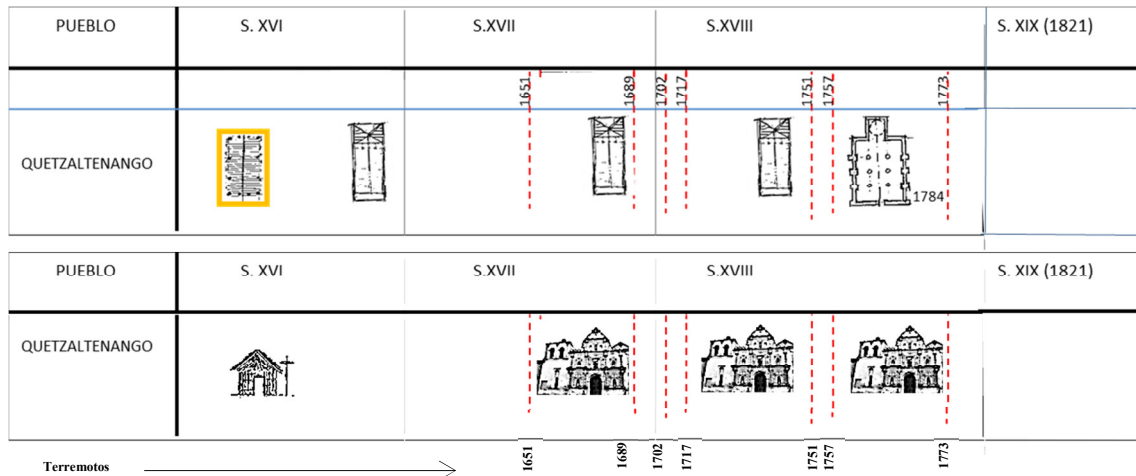 PUEBLO S. XVI S.XVII S.XVIII S. XIX (1821)
1651 1689 1702 1717 1751 1757 1773
QUETZALTENANGO
1784
PUEBLO S. XVI S.XVII S.XVIII S. XIX (1821)
QUETZALTENANGO
1651 1689 1702 1717 1751 1757 1773
Terremotos